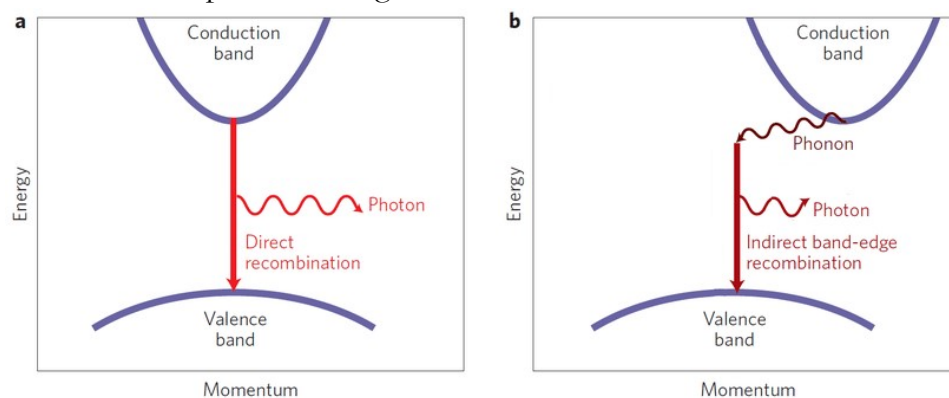 a
Conduction
band
Energy
Photon
Direct
recombination
Valence
band
Momentum
b
Conduction
band
Phonon
Energy
Photon
Indirect band-edge
recombination
Valence
band
Momentum